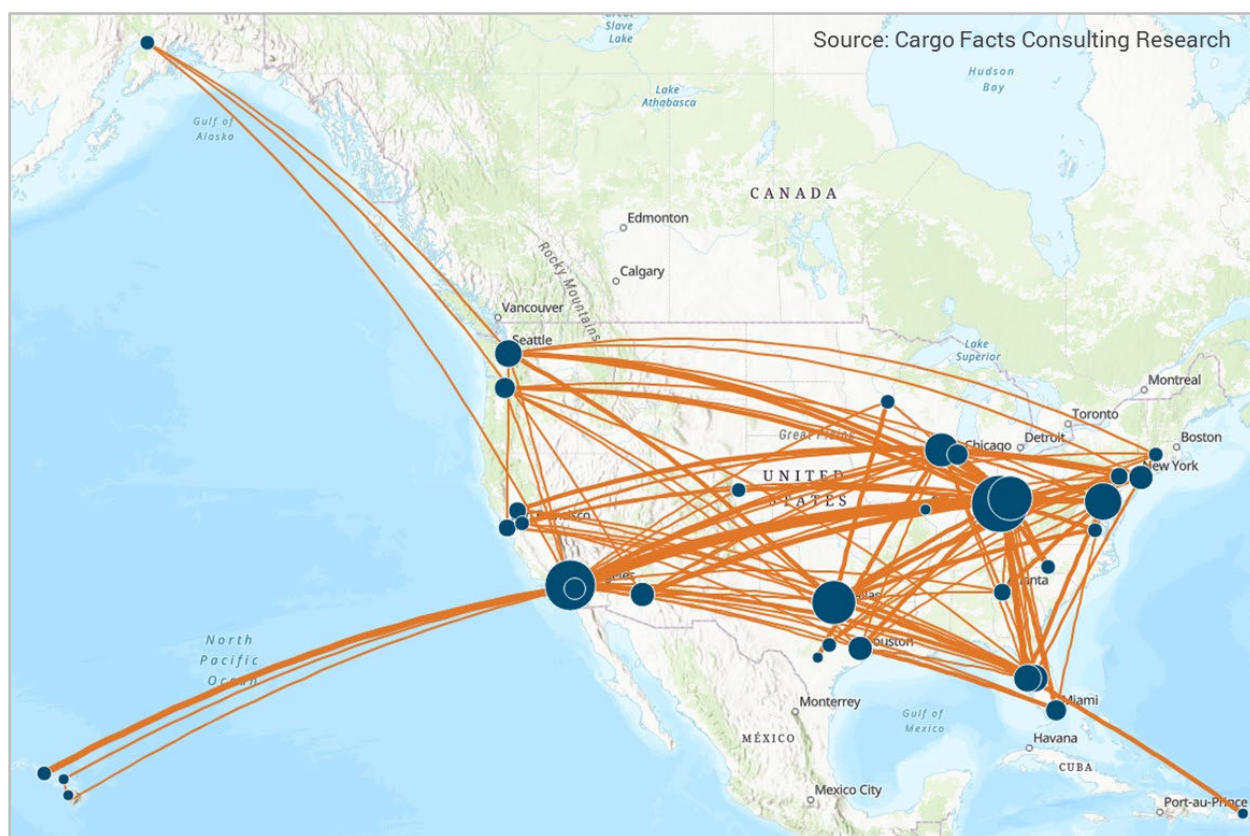 Great
Slave
Lake
Source: Cargo Facts Consulting Research
Hudson
Bay
Lake
Athabasca
Gulf of
Alaska
CANADA
Edmonton
Rocky Mountains
Calgary
Vancouver
Seattle
Lake
Superior
Montreal
Toronto
Great Plains
Chicago
Detroit
Boston
New York
UNITED
STATES
North
Pacific
Ocean
Houston
Miami
Monterrey
Gulf of
Mexico
MÉXICO
Havana
CUBA
Mexico City
Port-au-Prince